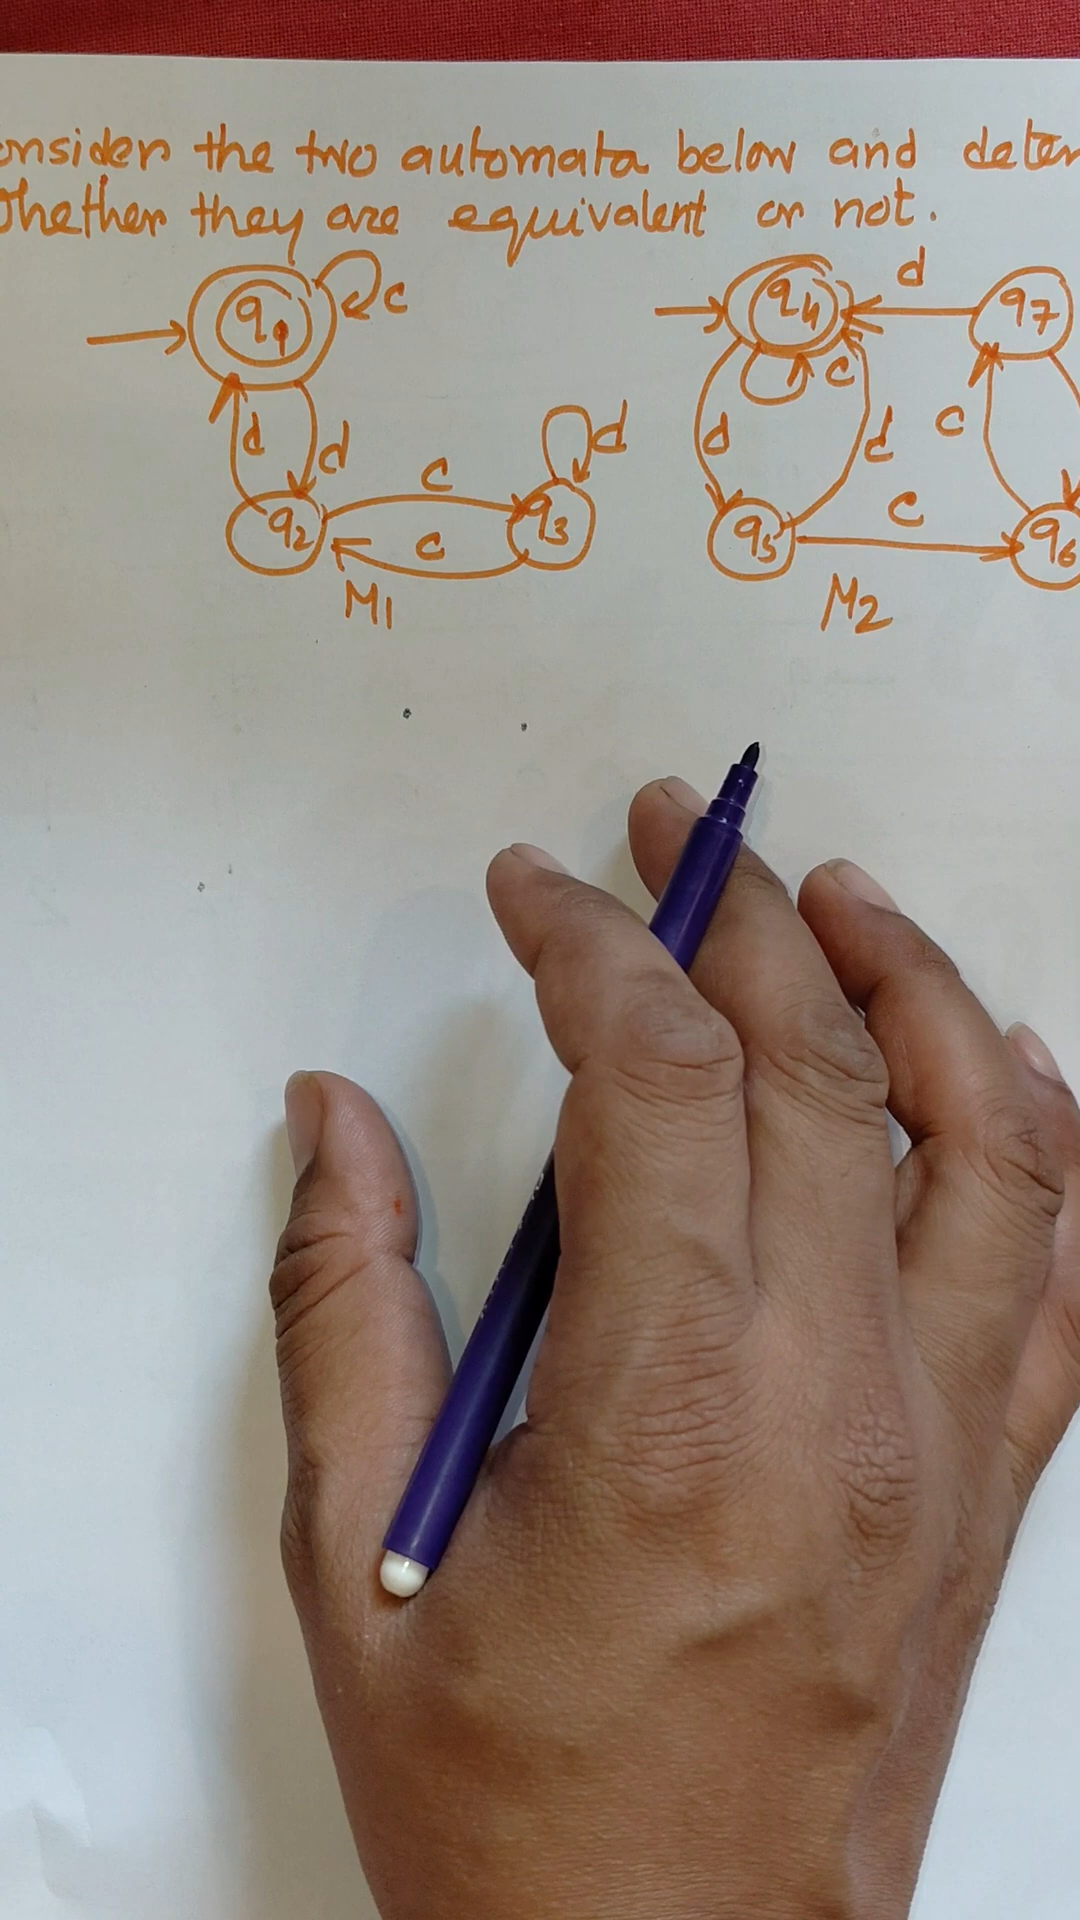 onsider the two automata below and deter
Whether they are equivalent or not.
q1 c q4 d q7
c
d d c d d d c
q2 c q3 q5 c q6
c
M1 M2